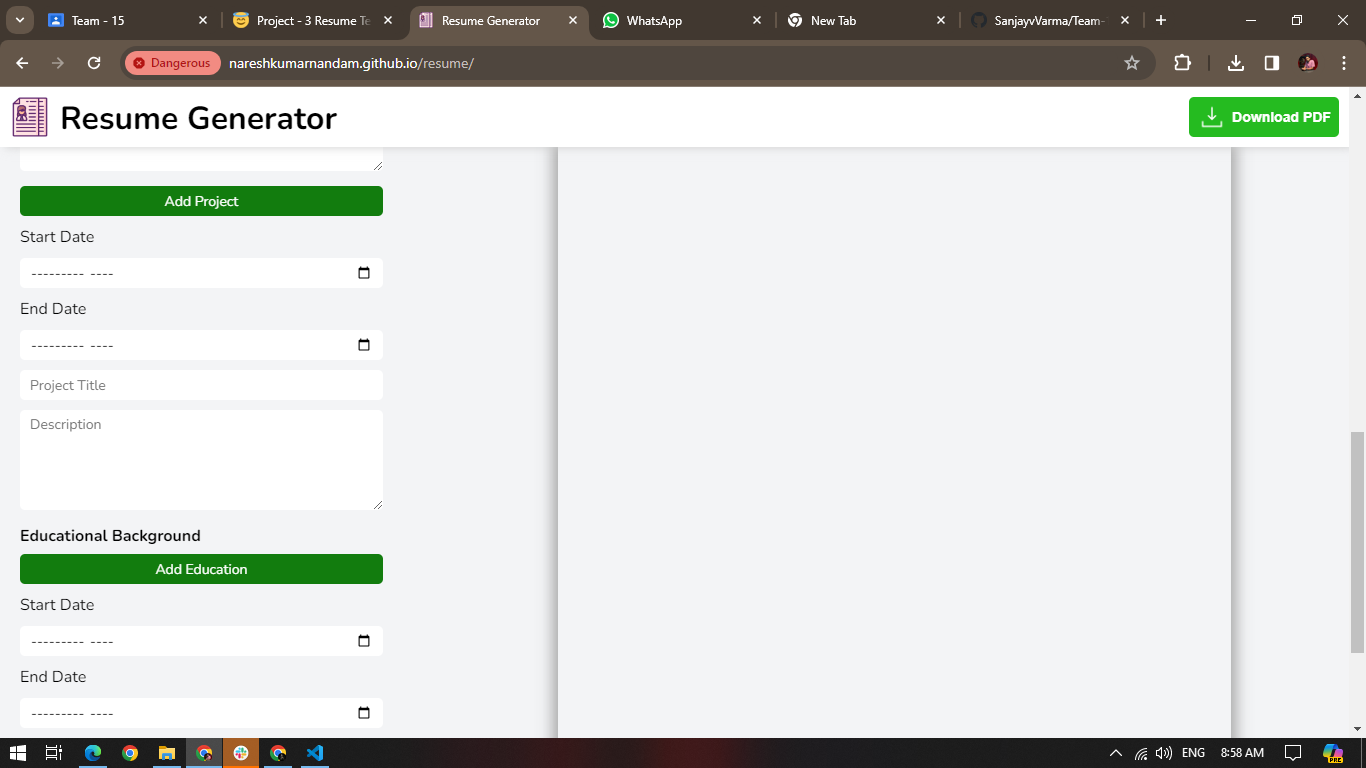 Team - 15
Project - 3 Resume Te
Resume Generator
WhatsApp
New Tab
SanjayvVarma/Team-
Dangerous
nareshkumarnandam.github.io/resume/
Resume Generator
Download PDF
Add Project
Start Date
--------- ----
End Date
--------- ----
Project Title
Description
Educational Background
Add Education
Start Date
--------- ----
End Date
--------- ----
ENG
8:58 AM
PRE